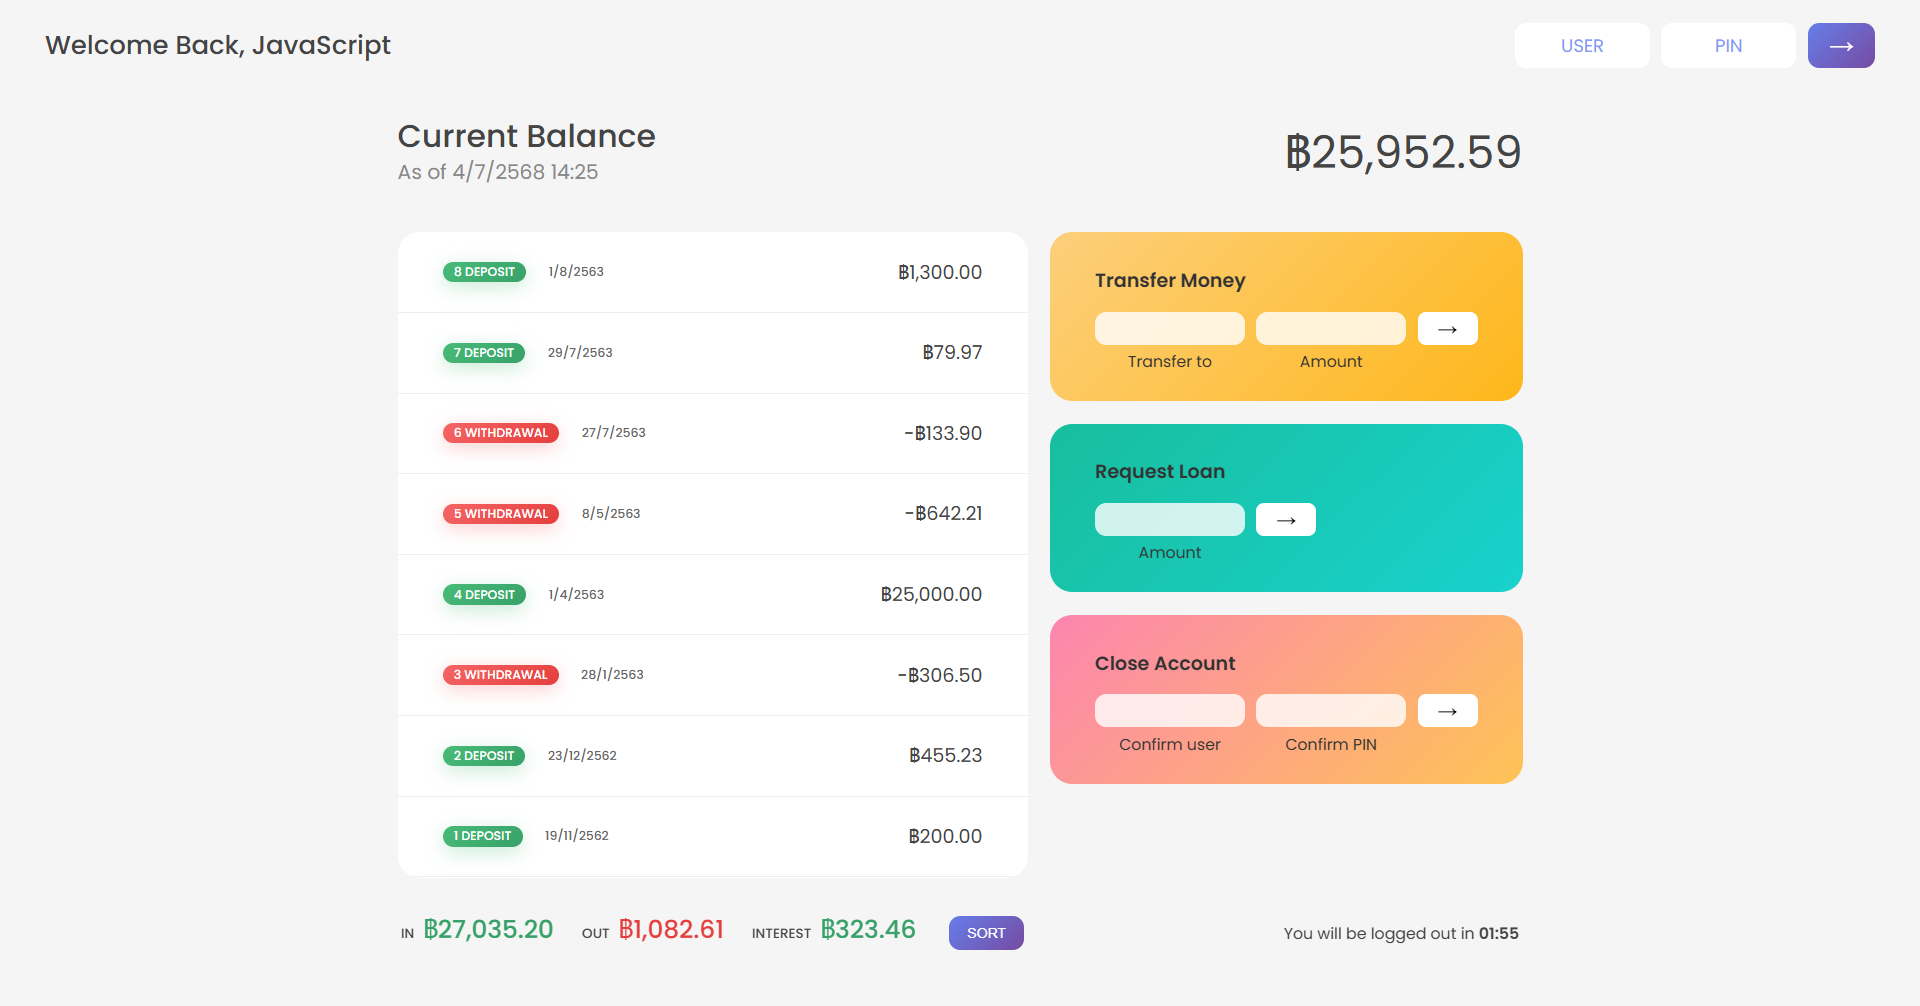 Welcome Back, JavaScript
USER
PIN
→
Current Balance
As of 4/7/2568 14:25
฿25,952.59
8 DEPOSIT 1/8/2563 ฿1,300.00
7 DEPOSIT 29/7/2563 ฿79.97
6 WITHDRAWAL 27/7/2563 -฿133.90
5 WITHDRAWAL 8/5/2563 -฿642.21
4 DEPOSIT 1/4/2563 ฿25,000.00
3 WITHDRAWAL 28/1/2563 -฿306.50
2 DEPOSIT 23/12/2562 ฿455.23
1 DEPOSIT 19/11/2562 ฿200.00
Transfer Money
→
Transfer to Amount
Request Loan
→
Amount
Close Account
→
Confirm user Confirm PIN
IN ฿27,035.20 OUT ฿1,082.61 INTEREST ฿323.46 SORT
You will be logged out in 01:55